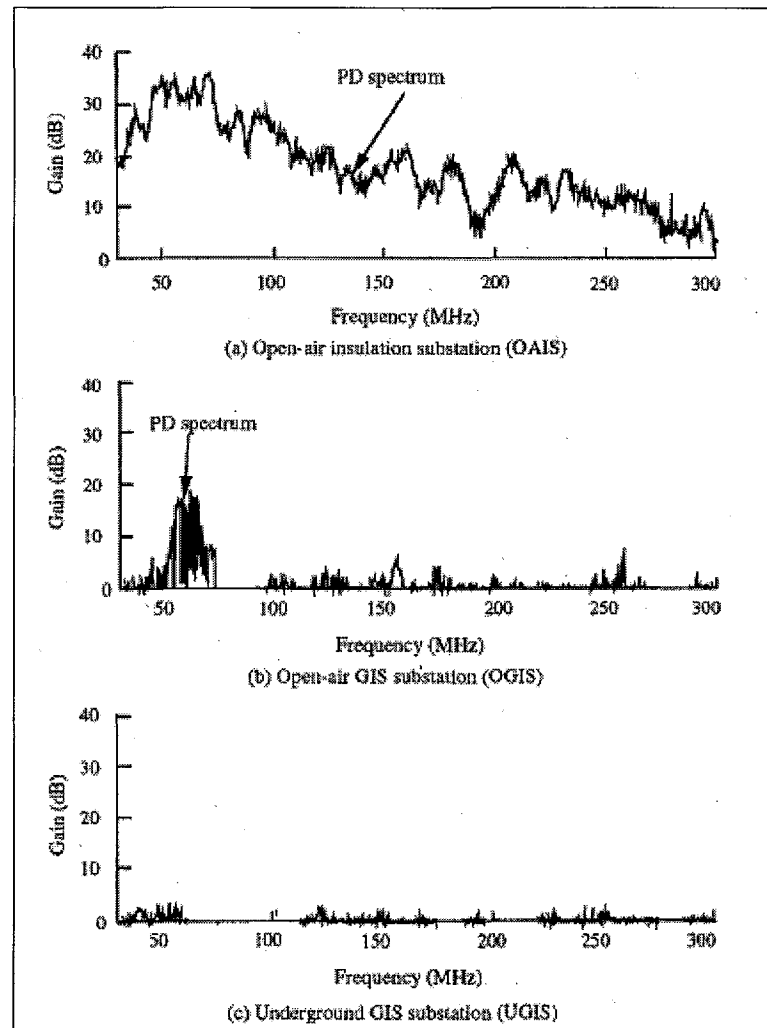 40
30
20
10
0
Gain (dB)
PD spectrum
50 100 150 200 250 300
Frequency (MHz)
(a) Open-air insulation substation (OAIS)
40
30
20
10
0
Gain (dB)
PD spectrum
50 100 150 200 250 300
Frequency (MHz)
(b) Open-air GIS substation (OGIS)
40
30
20
10
0
Gain (dB)
50 100 150 200 250 300
Frequency (MHz)
(c) Underground GIS substation (UGIS)